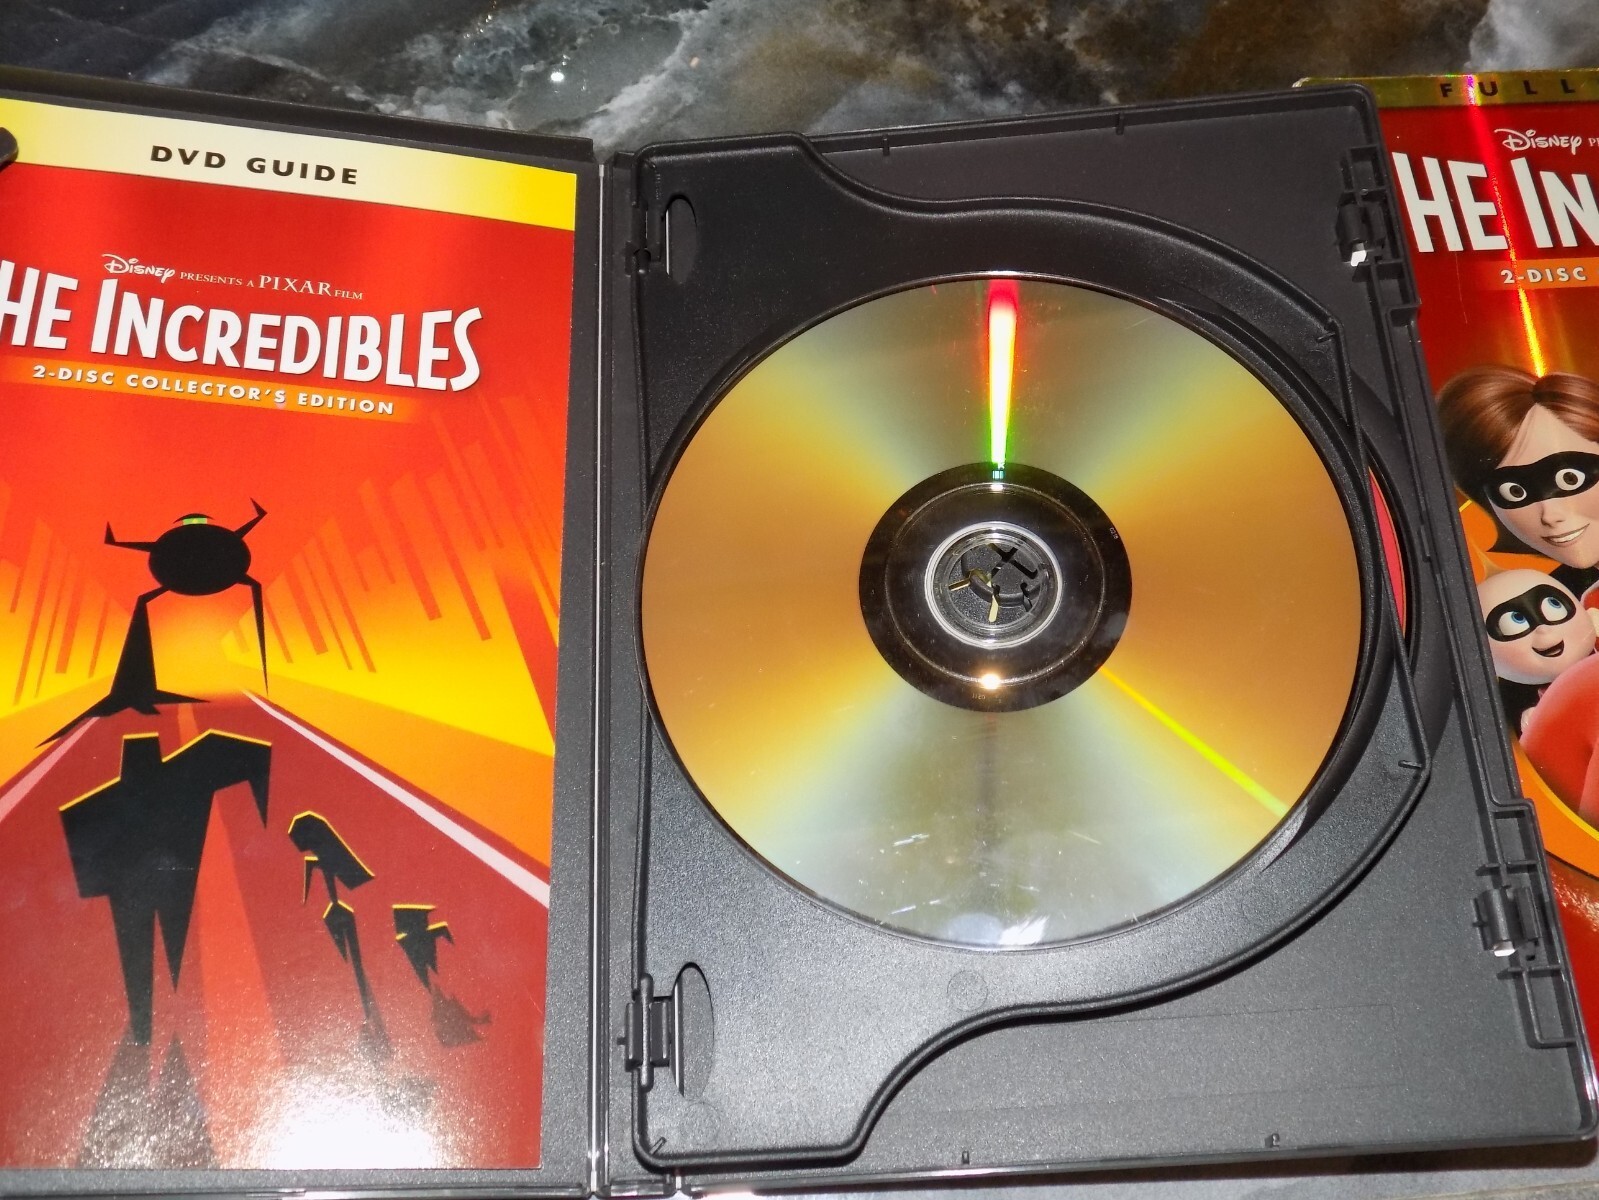 DVD GUIDE
DISNEY PRESENTS A PIXAR FILM
HE INCREDIBLES
2-DISC COLLECTOR'S EDITION
FULL
DISNEY
HE IN
2-DISC